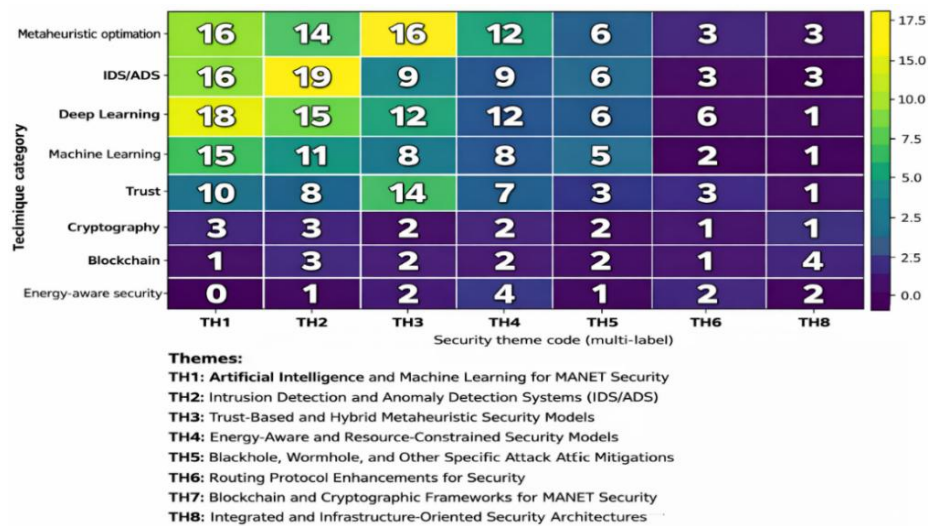 Metaheuristic optimation 16 14 16 12 6 3 3
IDS/ADS 16 19 9 9 6 3 3
Deep Learning 18 15 12 12 6 6 1
Machine Learning 15 11 8 8 5 2 1
Trust 10 8 14 7 3 3 1
Cryptography 3 3 2 2 2 1 1
Blockchain 1 3 2 2 2 1 4
Energy-aware security 0 1 2 4 1 2 2
Tecimique category
TH1 TH2 TH3 TH4 TH5 TH6 TH8
Security theme code (multi-label)
17.5
15.0
10.0
7.5
5.0
2.5
2.5
0.0
Themes:
TH1: Artificial Intelligence and Machine Learning for MANET Security
TH2: Intrusion Detection and Anomaly Detection Systems (IDS/ADS)
TH3: Trust-Based and Hybrid Metaheuristic Security Models
TH4: Energy-Aware and Resource-Constrained Security Models
TH5: Blackhole, Wormhole, and Other Specific Attack Attic Mitigations
TH6: Routing Protocol Enhancements for Security
TH7: Blockchain and Cryptographic Frameworks for MANET Security
TH8: Integrated and Infrastructure-Oriented Security Architectures